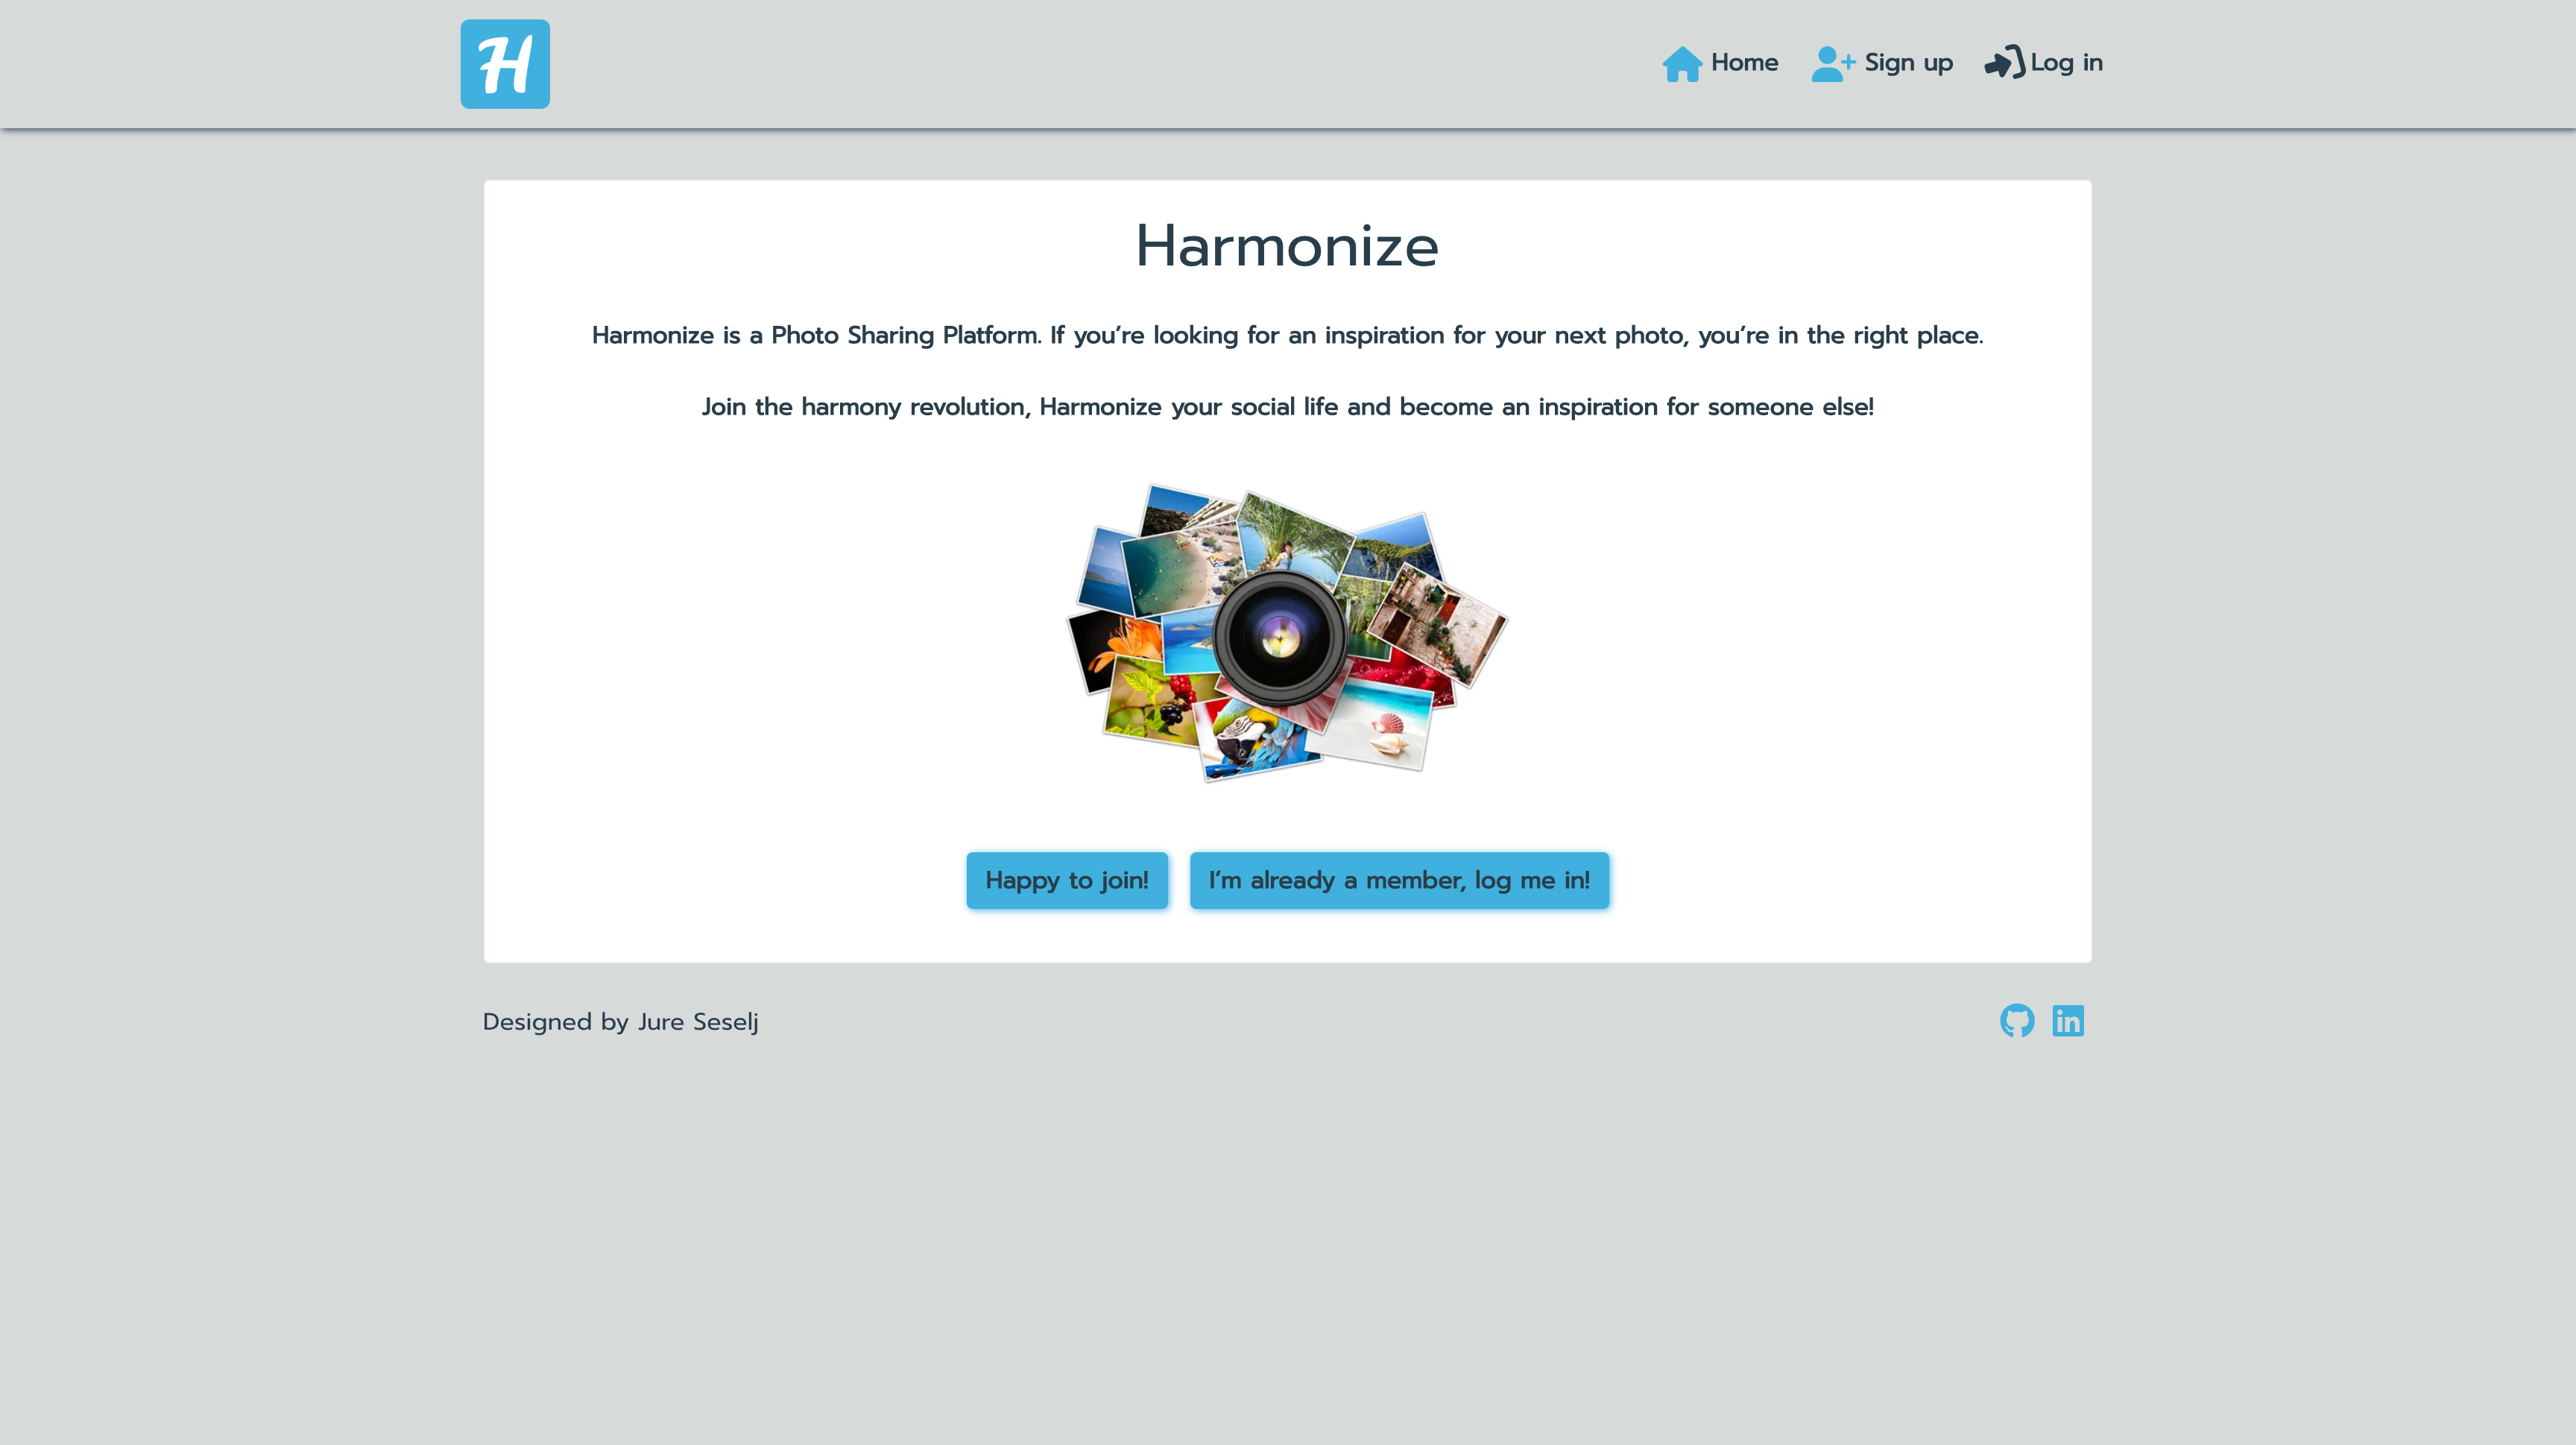 H
Home
Sign up
Log in
Harmonize
Harmonize is a Photo Sharing Platform. If you’re looking for an inspiration for your next photo, you’re in the right place.
Join the harmony revolution, Harmonize your social life and become an inspiration for someone else!
Happy to join!
I’m already a member, log me in!
Designed by Jure Seselj
in